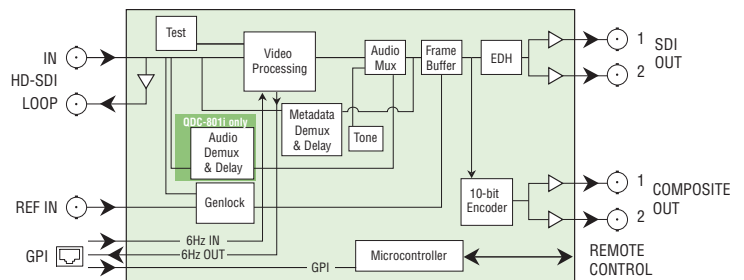 IN
HD-SDI
LOOP
REF IN
GPI
Test
Video
Processing
Audio
Mux
Frame
Buffer
EDH
1
SDI
OUT
2
QDC-801i only
Audio
Demux
& Delay
Metadata
Demux
& Delay
Tone
Genlock
10-bit
Encoder
1
COMPOSITE
OUT
2
6Hz IN
6Hz OUT
GPI
Microcontroller
REMOTE
CONTROL